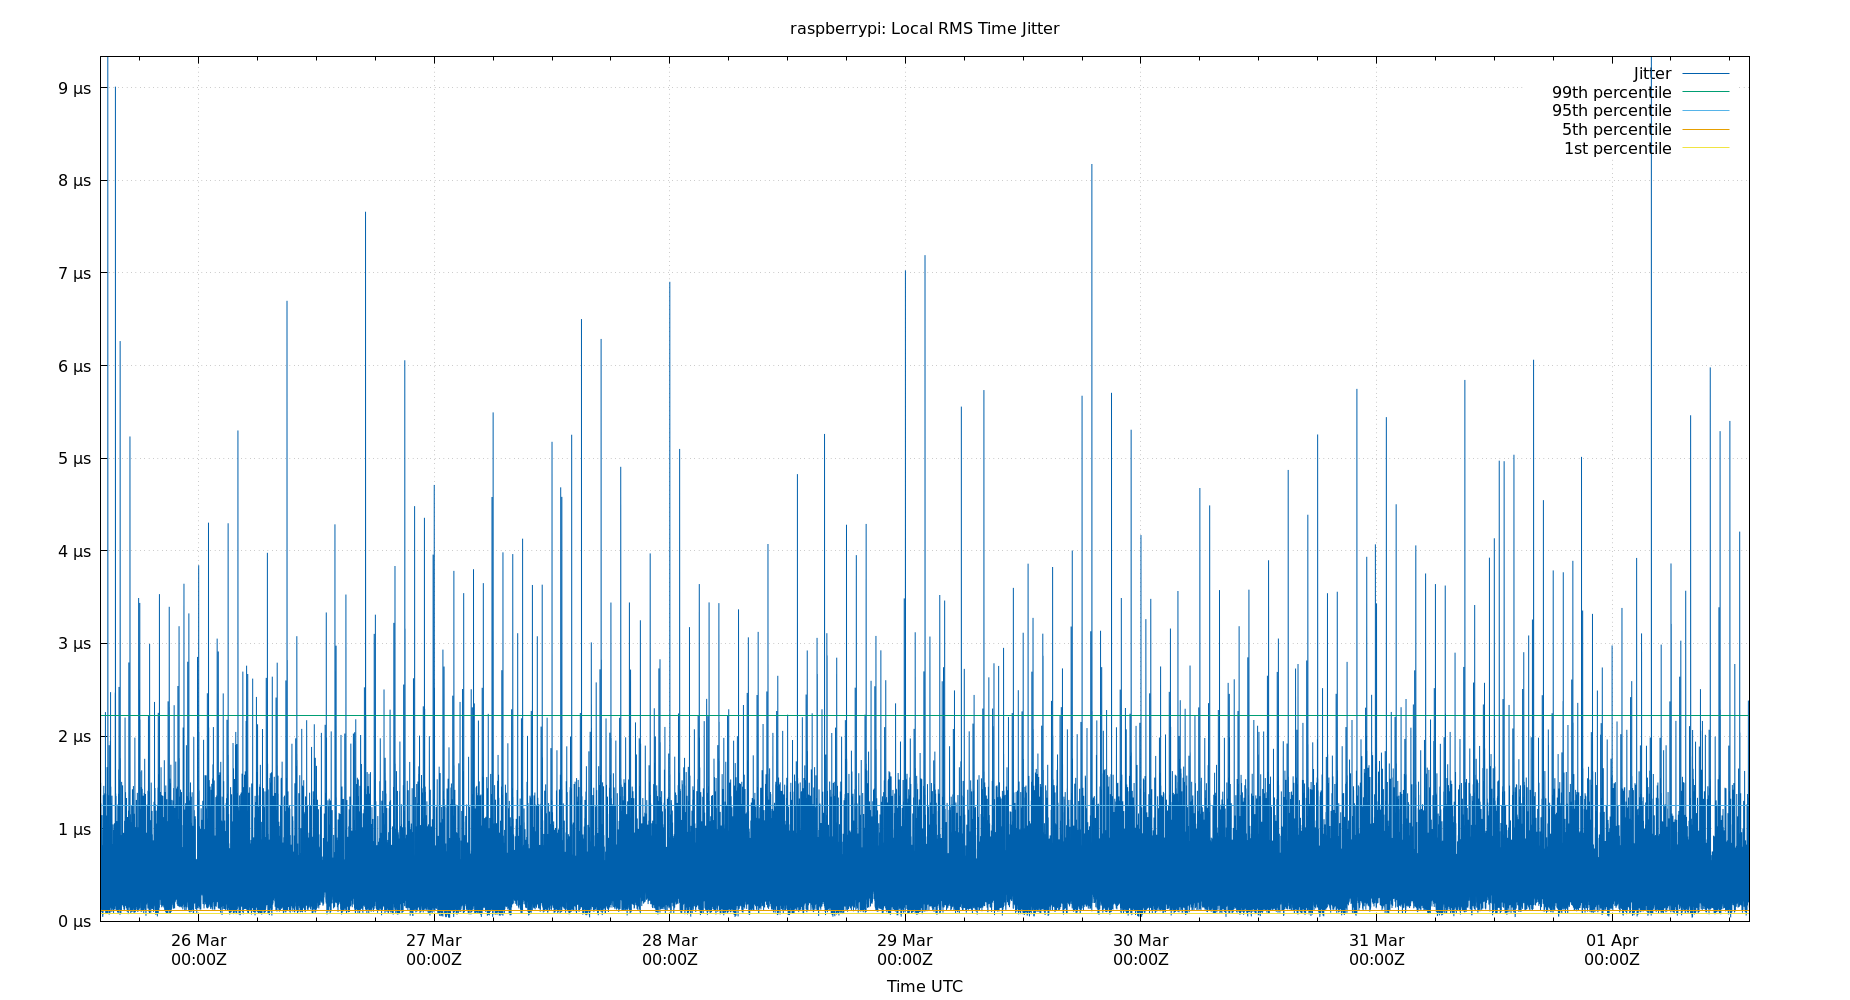 raspberrypi: Local RMS Time Jitter
9 µs
8 µs
7 µs
6 µs
5 µs
4 µs
3 µs
2 µs
1 µs
0 µs
Jitter
99th percentile
95th percentile
5th percentile
1st percentile
26 Mar 27 Mar 28 Mar 29 Mar 30 Mar 31 Mar 01 Apr
00:00Z 00:00Z 00:00Z 00:00Z 00:00Z 00:00Z 00:00Z
Time UTC